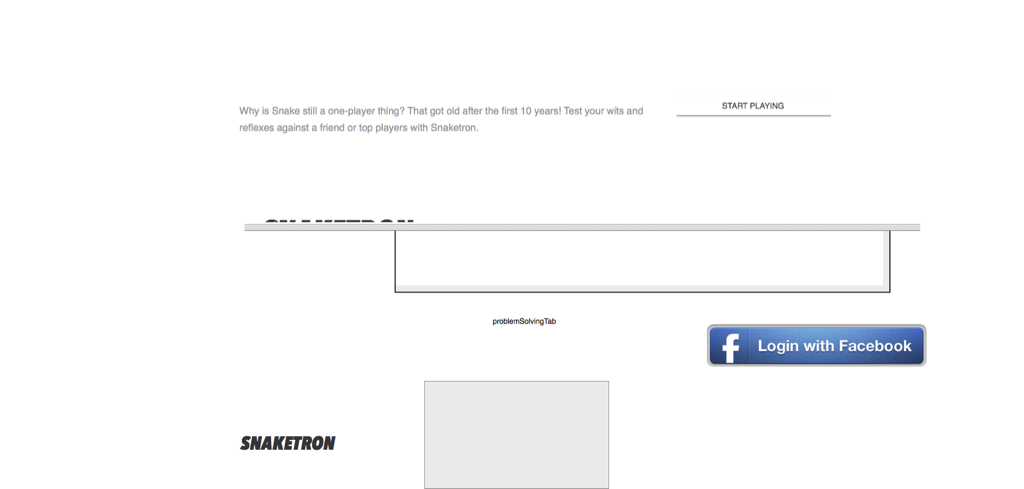 Why is Snake still a one-player thing? That got old after the first 10 years! Test your wits and
reflexes against a friend or top players with Snaketron.
START PLAYING
SNAKETRON
problemSolvingTab
Login with Facebook
SNAKETRON